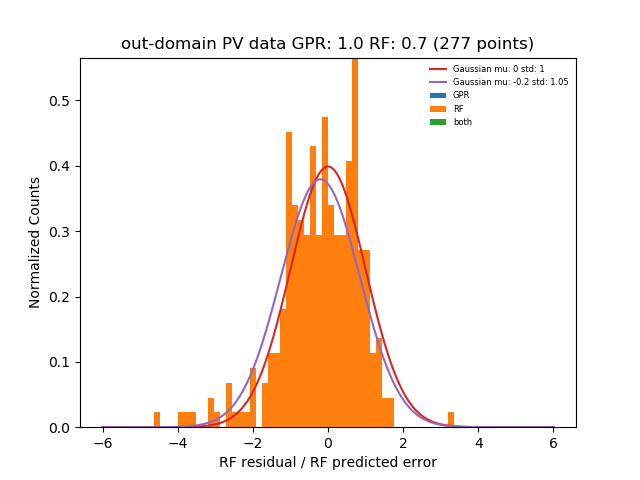 out-domain PV data GPR: 1.0 RF: 0.7 (277 points)
Gaussian mu: 0 std: 1
Gaussian mu: -0.2 std: 1.05
GPR
RF
both
Normalized Counts
0.5
0.4
0.3
0.2
0.1
0.0
−6 −4 −2 0 2 4 6
RF residual / RF predicted error